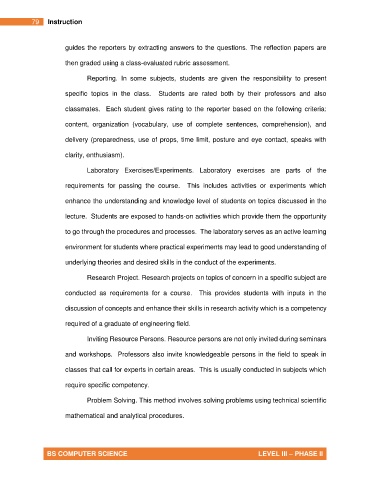 79 Instruction
guides the reporters by extracting answers to the questions. The reflection papers are
then graded using a class-evaluated rubric assessment.
Reporting. In some subjects, students are given the responsibility to present
specific topics in the class. Students are rated both by their professors and also
classmates. Each student gives rating to the reporter based on the following criteria:
content, organization (vocabulary, use of complete sentences, comprehension), and
delivery (preparedness, use of props, time limit, posture and eye contact, speaks with
clarity, enthusiasm).
Laboratory Exercises/Experiments. Laboratory exercises are parts of the
requirements for passing the course. This includes activities or experiments which
enhance the understanding and knowledge level of students on topics discussed in the
lecture. Students are exposed to hands-on activities which provide them the opportunity
to go through the procedures and processes. The laboratory serves as an active learning
environment for students where practical experiments may lead to good understanding of
underlying theories and desired skills in the conduct of the experiments.
Research Project. Research projects on topics of concern in a specific subject are
conducted as requirements for a course. This provides students with inputs in the
discussion of concepts and enhance their skills in research activity which is a competency
required of a graduate of engineering field.
Inviting Resource Persons. Resource persons are not only invited during seminars
and workshops. Professors also invite knowledgeable persons in the field to speak in
classes that call for experts in certain areas. This is usually conducted in subjects which
require specific competency.
Problem Solving. This method involves solving problems using technical scientific
mathematical and analytical procedures.
BS COMPUTER SCIENCE LEVEL III – PHASE II